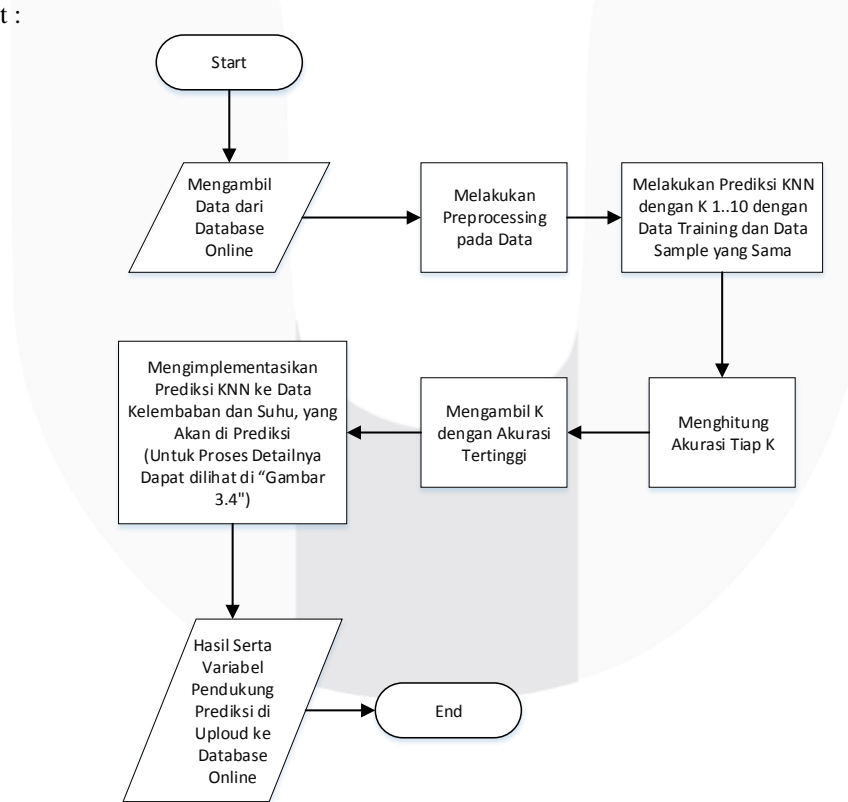 t :
Start
Mengambil
Data dari
Database
Online
Melakukan
Preprocessing
pada Data
Melakukan Prediksi KNN
dengan K 1..10 dengan
Data Training dan Data
Sample yang Sama
Menghitung
Akurasi Tiap K
Mengambil K
dengan Akurasi
Tertinggi
Mengimplementasikan
Prediksi KNN ke Data
Kelembaban dan Suhu, yang
Akan di Prediksi
(Untuk Proses Detailnya
Dapat dilihat di “Gambar
3.4")
Hasil Serta
Variabel
Pendukung
Prediksi di
Uploud ke
Database
Online
End